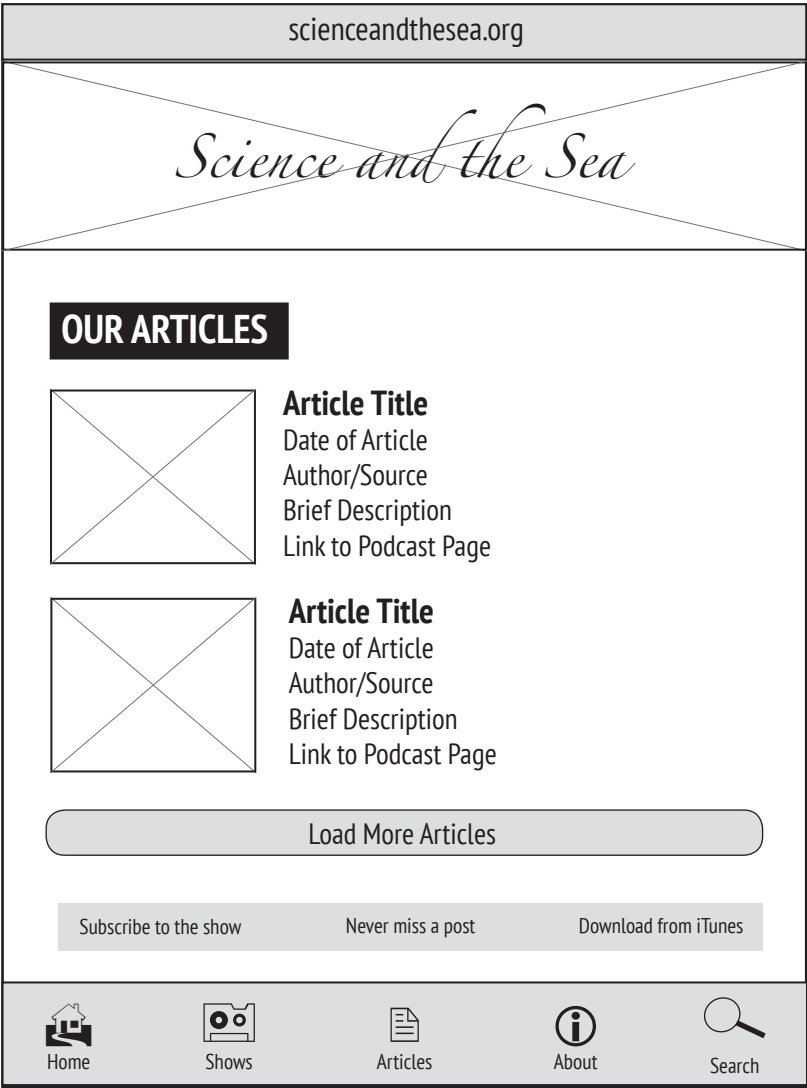 scienceandthesea.org
Science and the Sea
OUR ARTICLES
Article Title
Date of Article
Author/Source
Brief Description
Link to Podcast Page
Article Title
Date of Article
Author/Source
Brief Description
Link to Podcast Page
Load More Articles
Subscribe to the show Never miss a post Download from iTunes
Home Shows Articles About Search